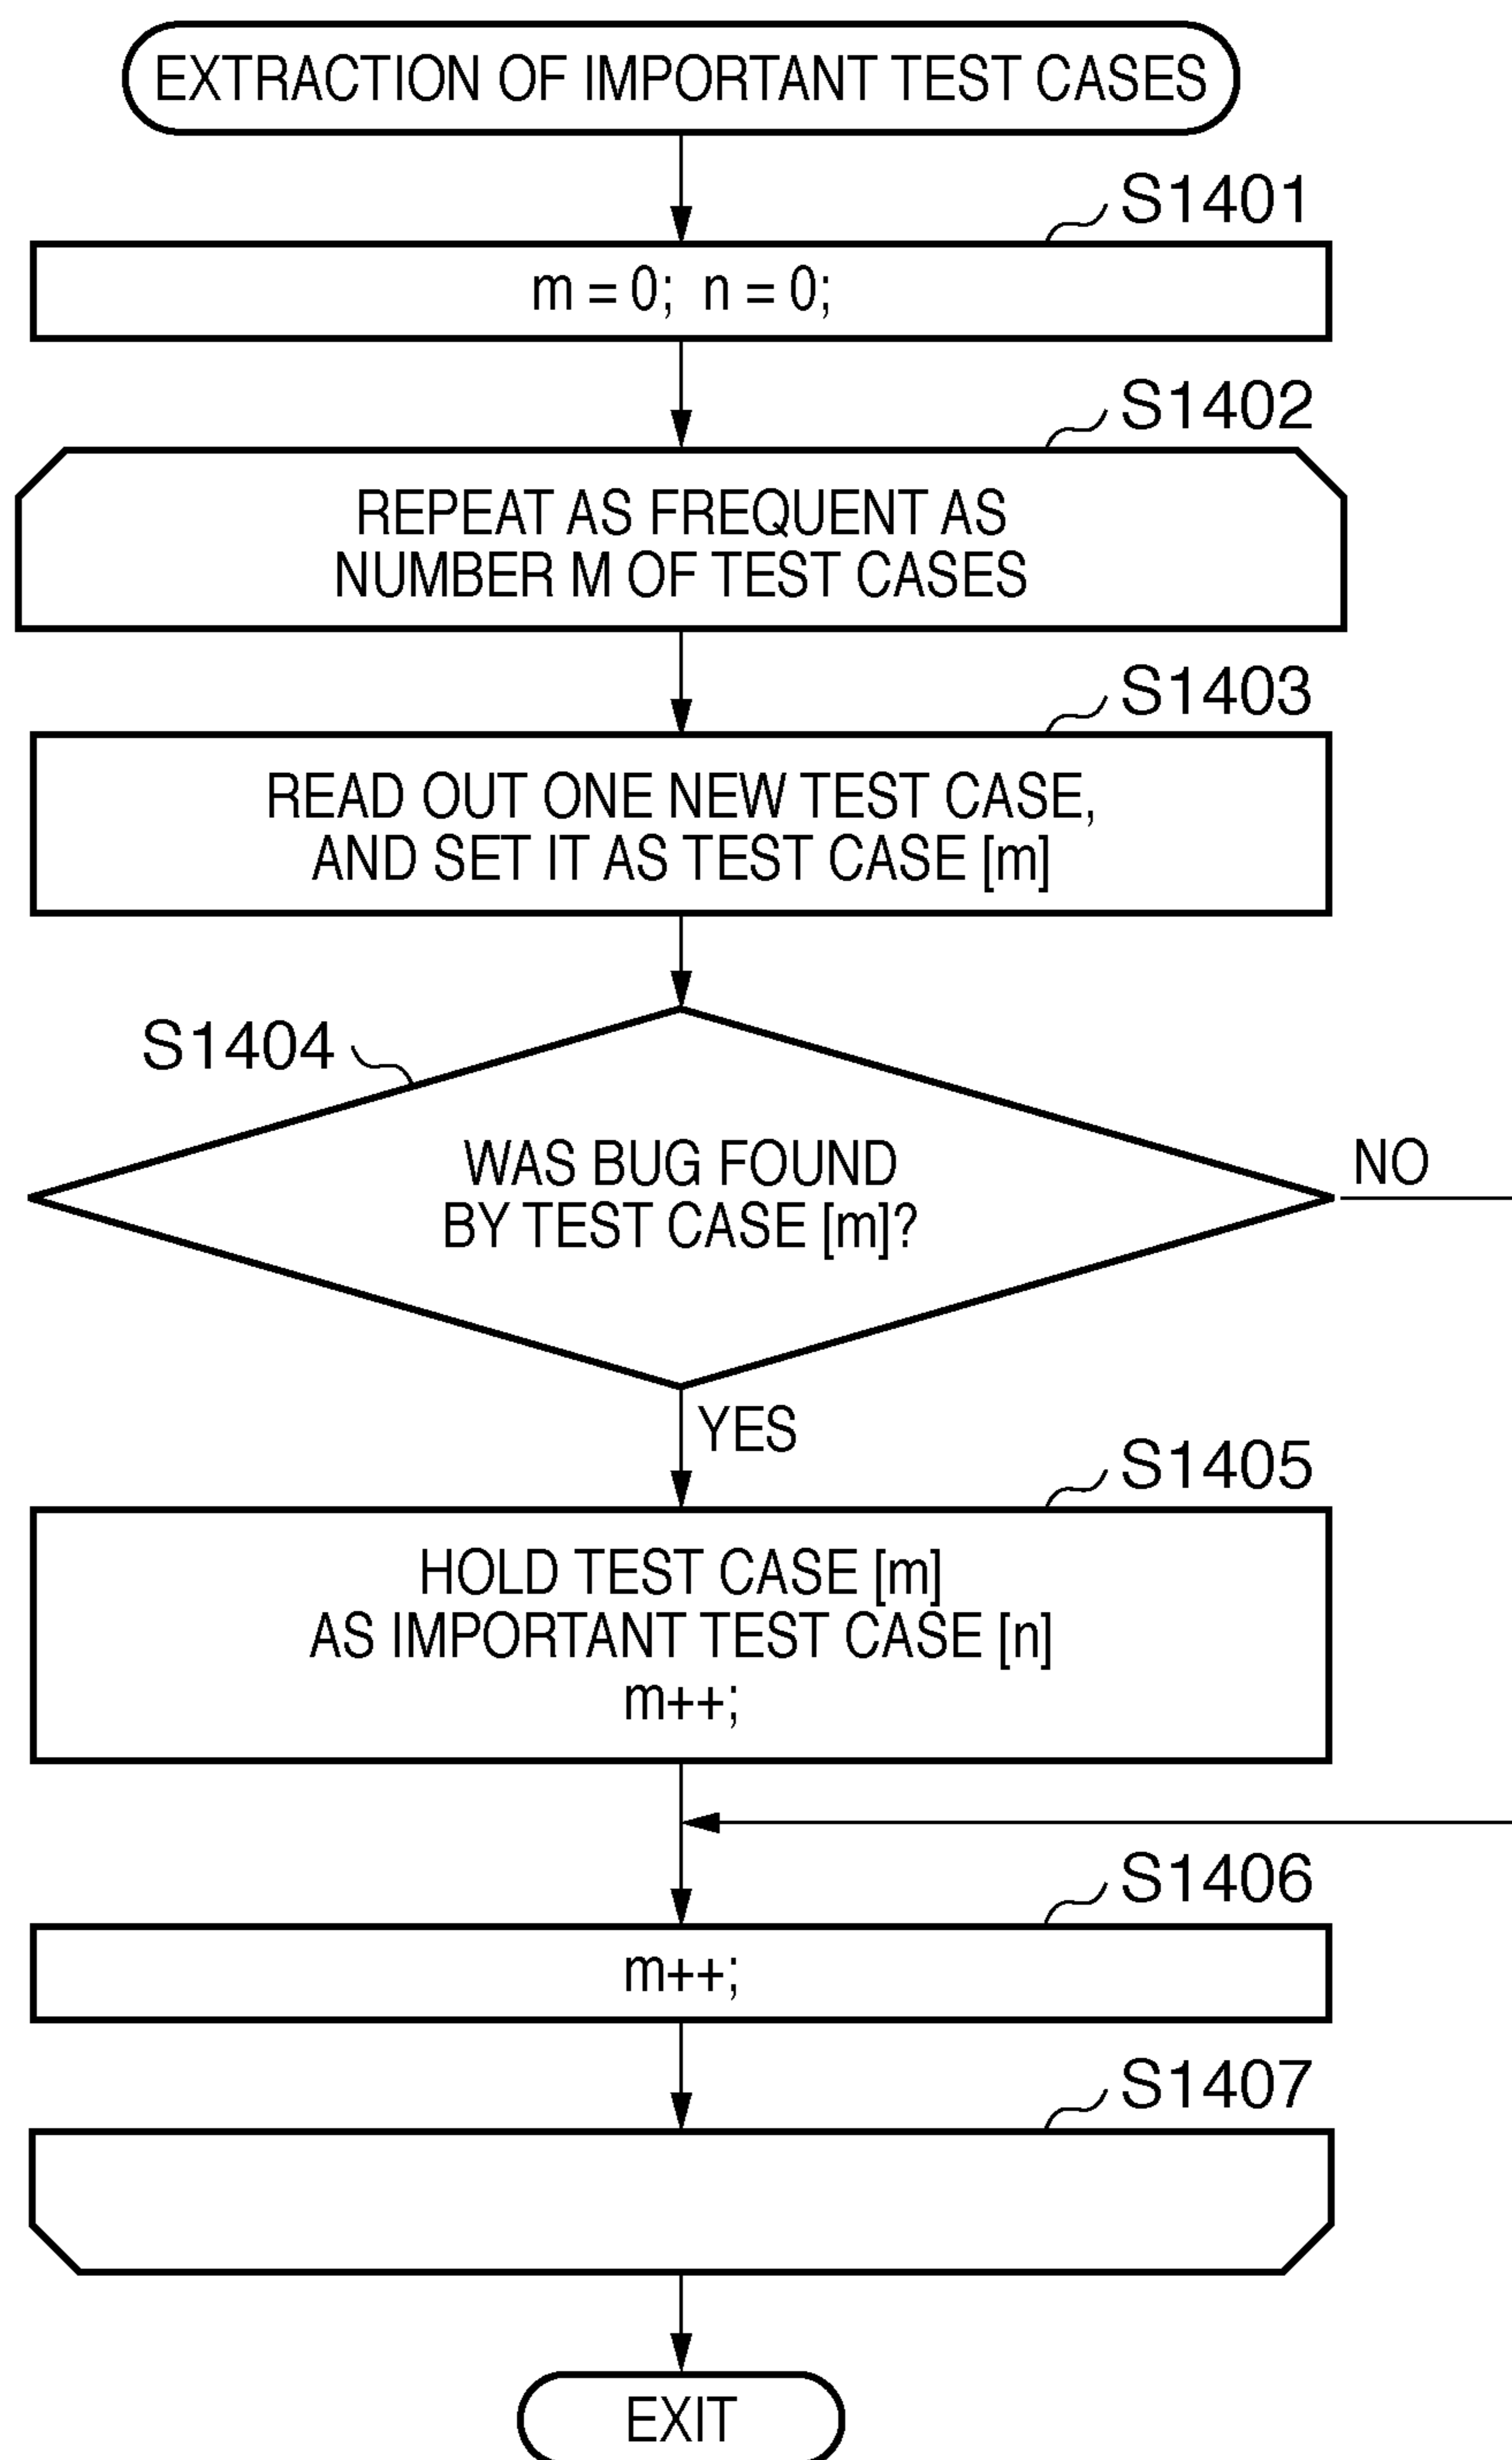 EXTRACTION OF IMPORTANT TEST CASES
S1401
m = 0; n = 0;
S1402
REPEAT AS FREQUENT AS
NUMBER M OF TEST CASES
S1403
READ OUT ONE NEW TEST CASE,
AND SET IT AS TEST CASE [m]
S1404
WAS BUG FOUND
BY TEST CASE [m]?
NO
YES
S1405
HOLD TEST CASE [m]
AS IMPORTANT TEST CASE [n]
m++;
S1406
m++;
S1407
EXIT